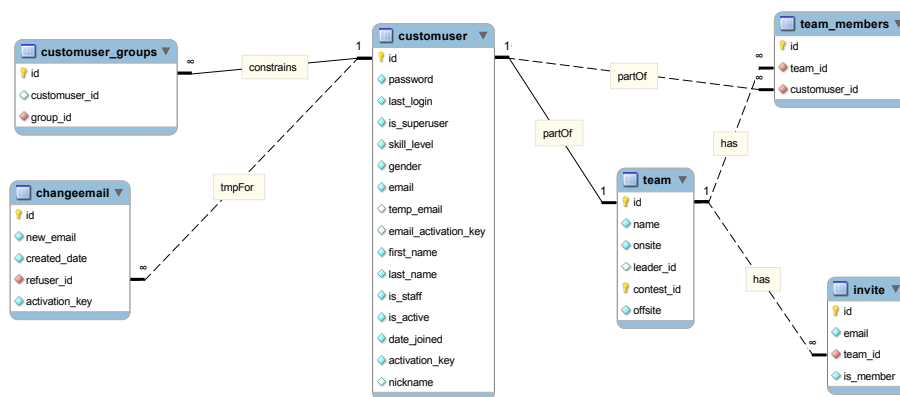 customuser_groups
id
customuser_id
group_id
∞
constrains
1
customuser
id
password
last_login
is_superuser
skill_level
gender
email
temp_email
email_activation_key
first_name
last_name
is_staff
is_active
date_joined
activation_key
nickname
changeemail
id
new_email
created_date
refuser_id
activation_key
∞
tmpFor
1
partOf
partOf
1
team
id
name
onsite
leader_id
contest_id
offsite
1
has
has
∞
∞
team_members
id
team_id
customuser_id
∞
invite
id
email
team_id
is_member